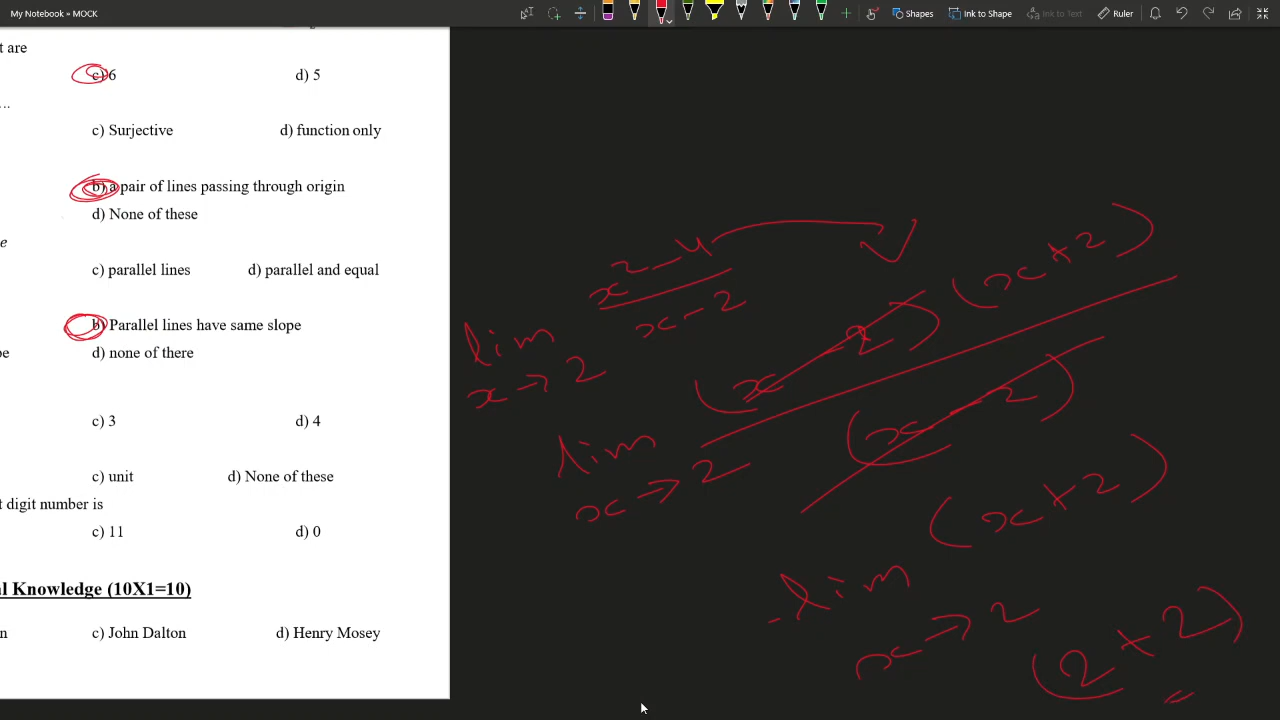 My Notebook » MOCK
Shapes Ink to Shape Ink to Text Ruler
t are
c) 6 d) 5
...
c) Surjective d) function only
b) a pair of lines passing through origin
d) None of these
e
c) parallel lines d) parallel and equal
b) Parallel lines have same slope
pe d) none of there
c) 3 d) 4
c) unit d) None of these
t digit number is
c) 11 d) 0
al Knowledge (10X1=10)
n c) John Dalton d) Henry Mosey
x2-4
lim x-2
x→2
(x-2)(x+2)
lim (x-2)
x→2
(x+2)
lim
x→2 (2+2)
=